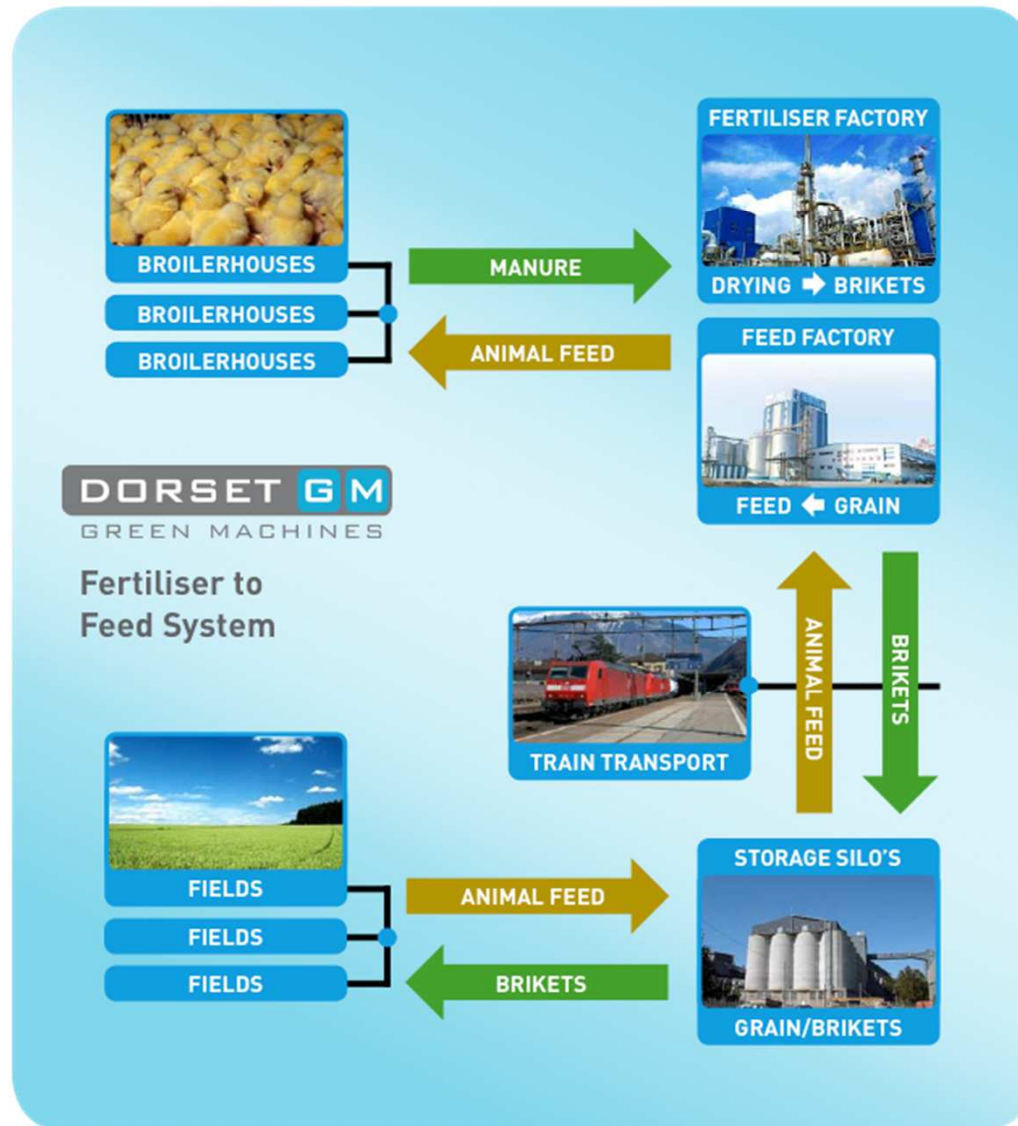 BROILERHOUSES
BROILERHOUSES
BROILERHOUSES
MANURE
ANIMAL FEED
FERTILISER FACTORY
DRYING ➡ BRIKETS
FEED FACTORY
FEED ⬅ GRAIN
DORSET GM
GREEN MACHINES
Fertiliser to
Feed System
TRAIN TRANSPORT
ANIMAL FEED
BRIKETS
FIELDS
FIELDS
FIELDS
ANIMAL FEED
BRIKETS
STORAGE SILO'S
GRAIN/BRIKETS